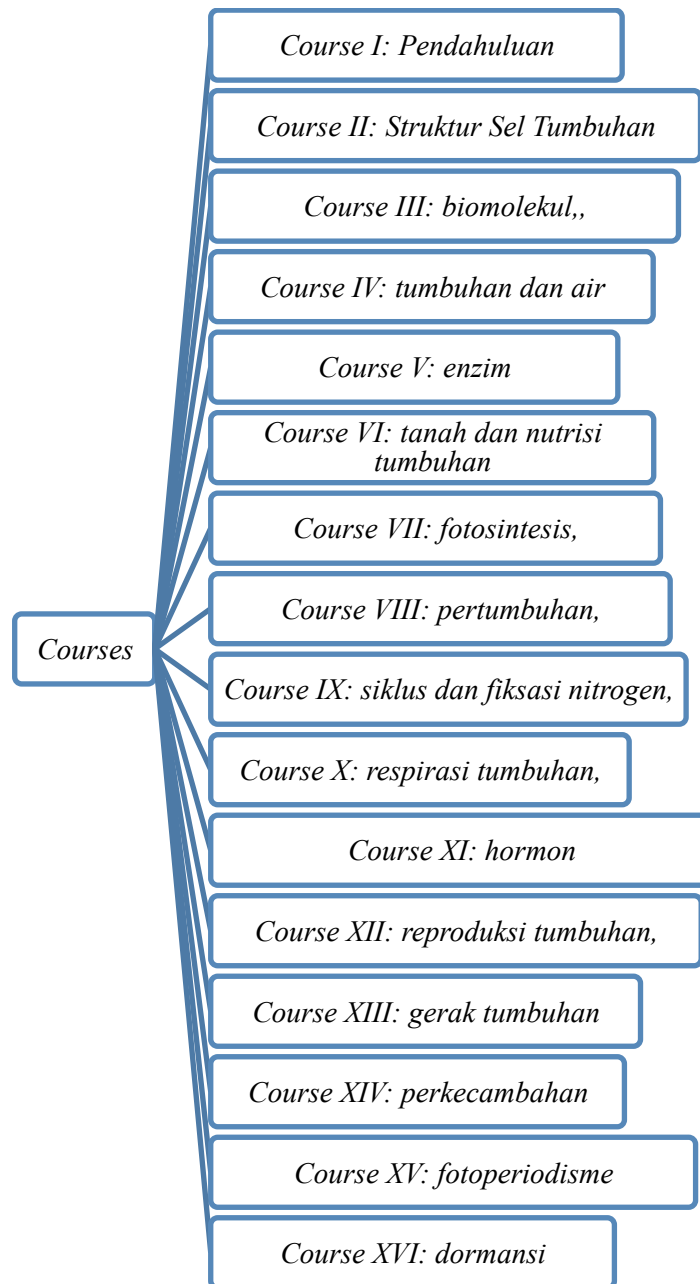 Course I: Pendahuluan
Course II: Struktur Sel Tumbuhan
Course III: biomolekul,,
Course IV: tumbuhan dan air
Course V: enzim
Course VI: tanah dan nutrisi
tumbuhan
Course VII: fotosintesis,
Course VIII: pertumbuhan,
Courses
Course IX: siklus dan fiksasi nitrogen,
Course X: respirasi tumbuhan,
Course XI: hormon
Course XII: reproduksi tumbuhan,
Course XIII: gerak tumbuhan
Course XIV: perkecambahan
Course XV: fotoperiodisme
Course XVI: dormansi